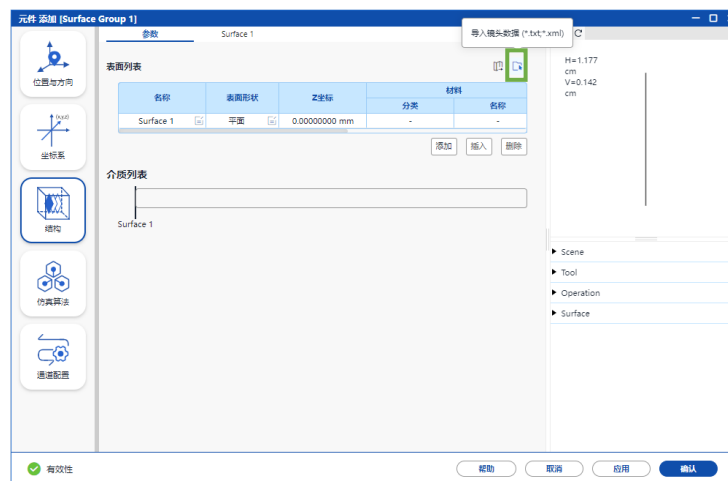 元件 添加 [Surface Group 1]
参数
Surface 1
导入镜头数据 (*.txt;*.xml)
表面列表
H=1.177
cm
V=0.142
cm
名称
表面形状
Z坐标
材料
分类
名称
Surface 1
平面
0.00000000 mm
-
-
添加
插入
删除
介质列表
Surface 1
位置与方向
(x,y,z)
坐标系
结构
仿真算法
通道配置
Scene
Tool
Operation
Surface
有效性
帮助
取消
应用
确认